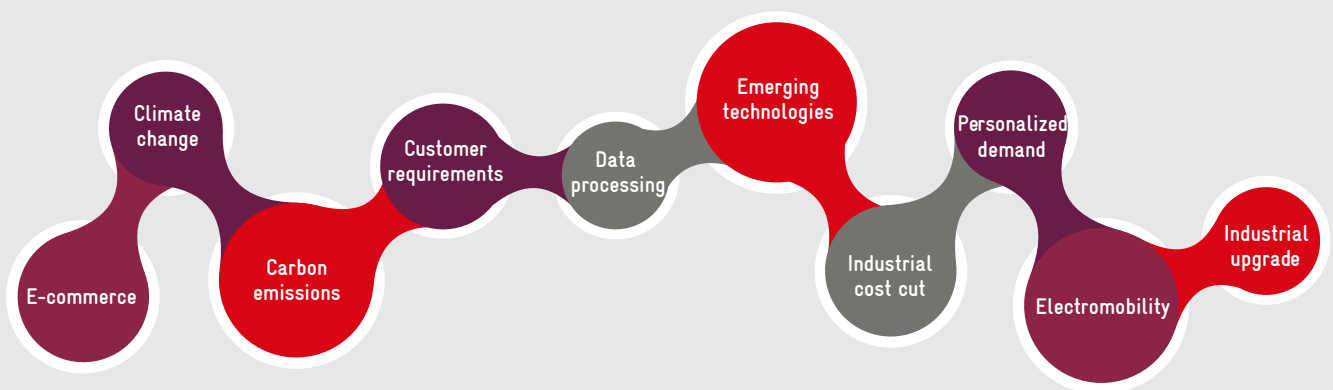 E-commerce
Climate
change
Carbon
emissions
Customer
requirements
Data
processing
Emerging
technologies
Industrial
cost cut
Personalized
demand
Electromobility
Industrial
upgrade